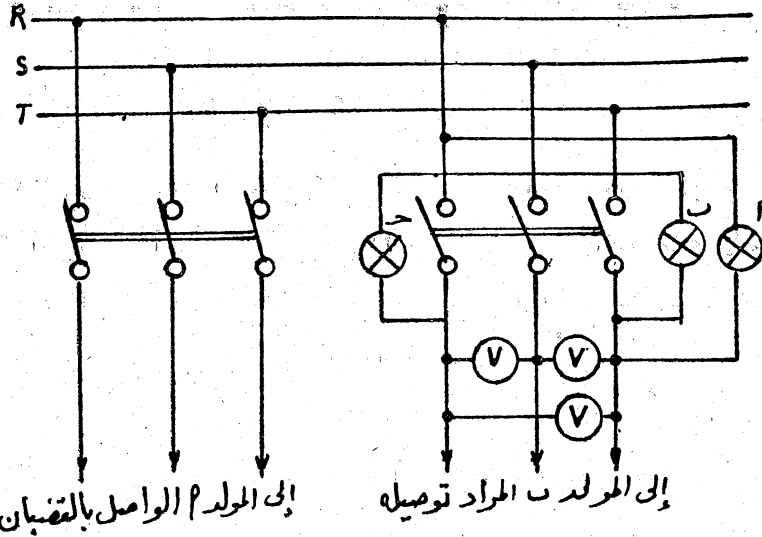 R
S
T
أ
ب
ح
V
V
V
إلى المولد ب المراد توصيله
إلى المولد أ الواصل بالقضبان